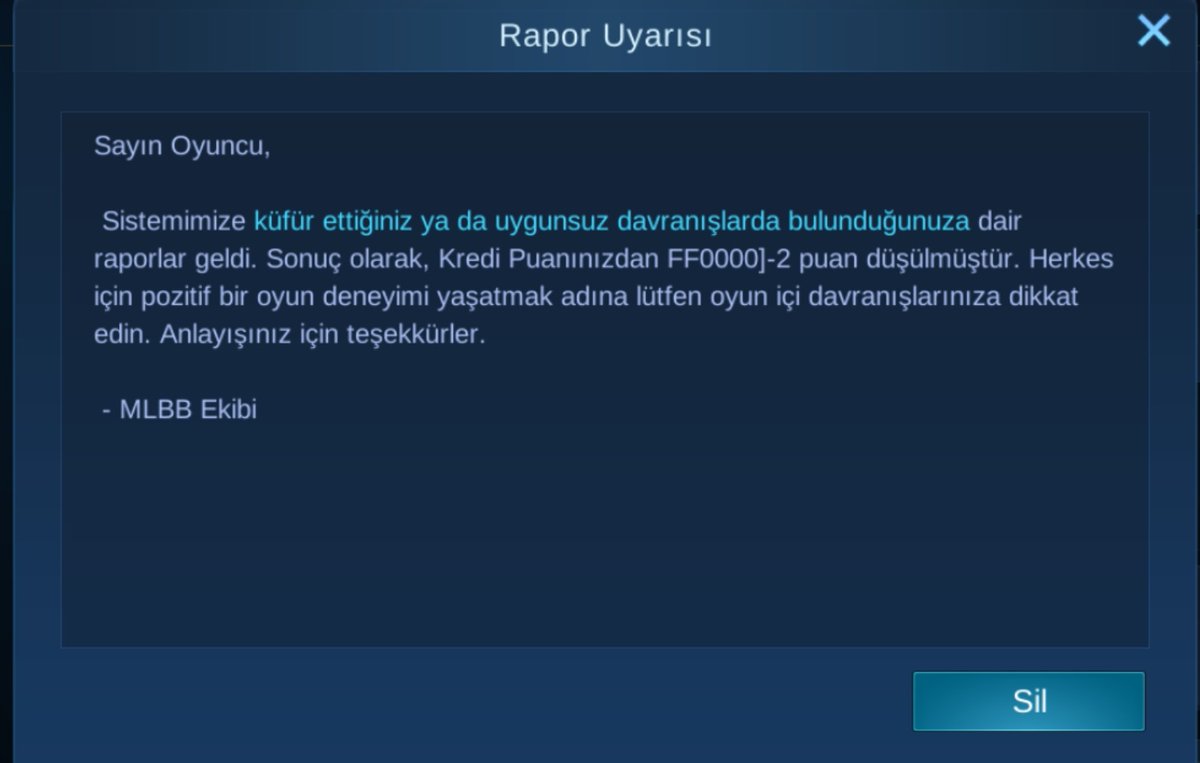 Rapor Uyarısı
Sayın Oyuncu,
Sistemimize küfür ettiğiniz ya da uygunsuz davranışlarda bulunduğunuza dair
raporlar geldi. Sonuç olarak, Kredi Puanınızdan FF0000]-2 puan düşülmüştür. Herkes
için pozitif bir oyun deneyimi yaşatmak adına lütfen oyun içi davranışlarınıza dikkat
edin. Anlayışınız için teşekkürler.
- MLBB Ekibi
Sil